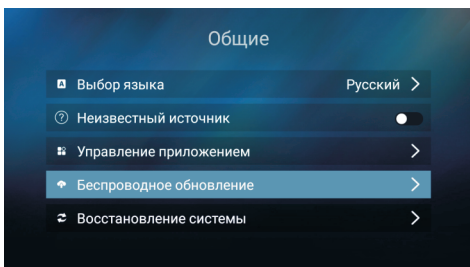 Общие
Выбор языка Русский
Неизвестный источник
Управление приложением
Беспроводное обновление
Восстановление системы